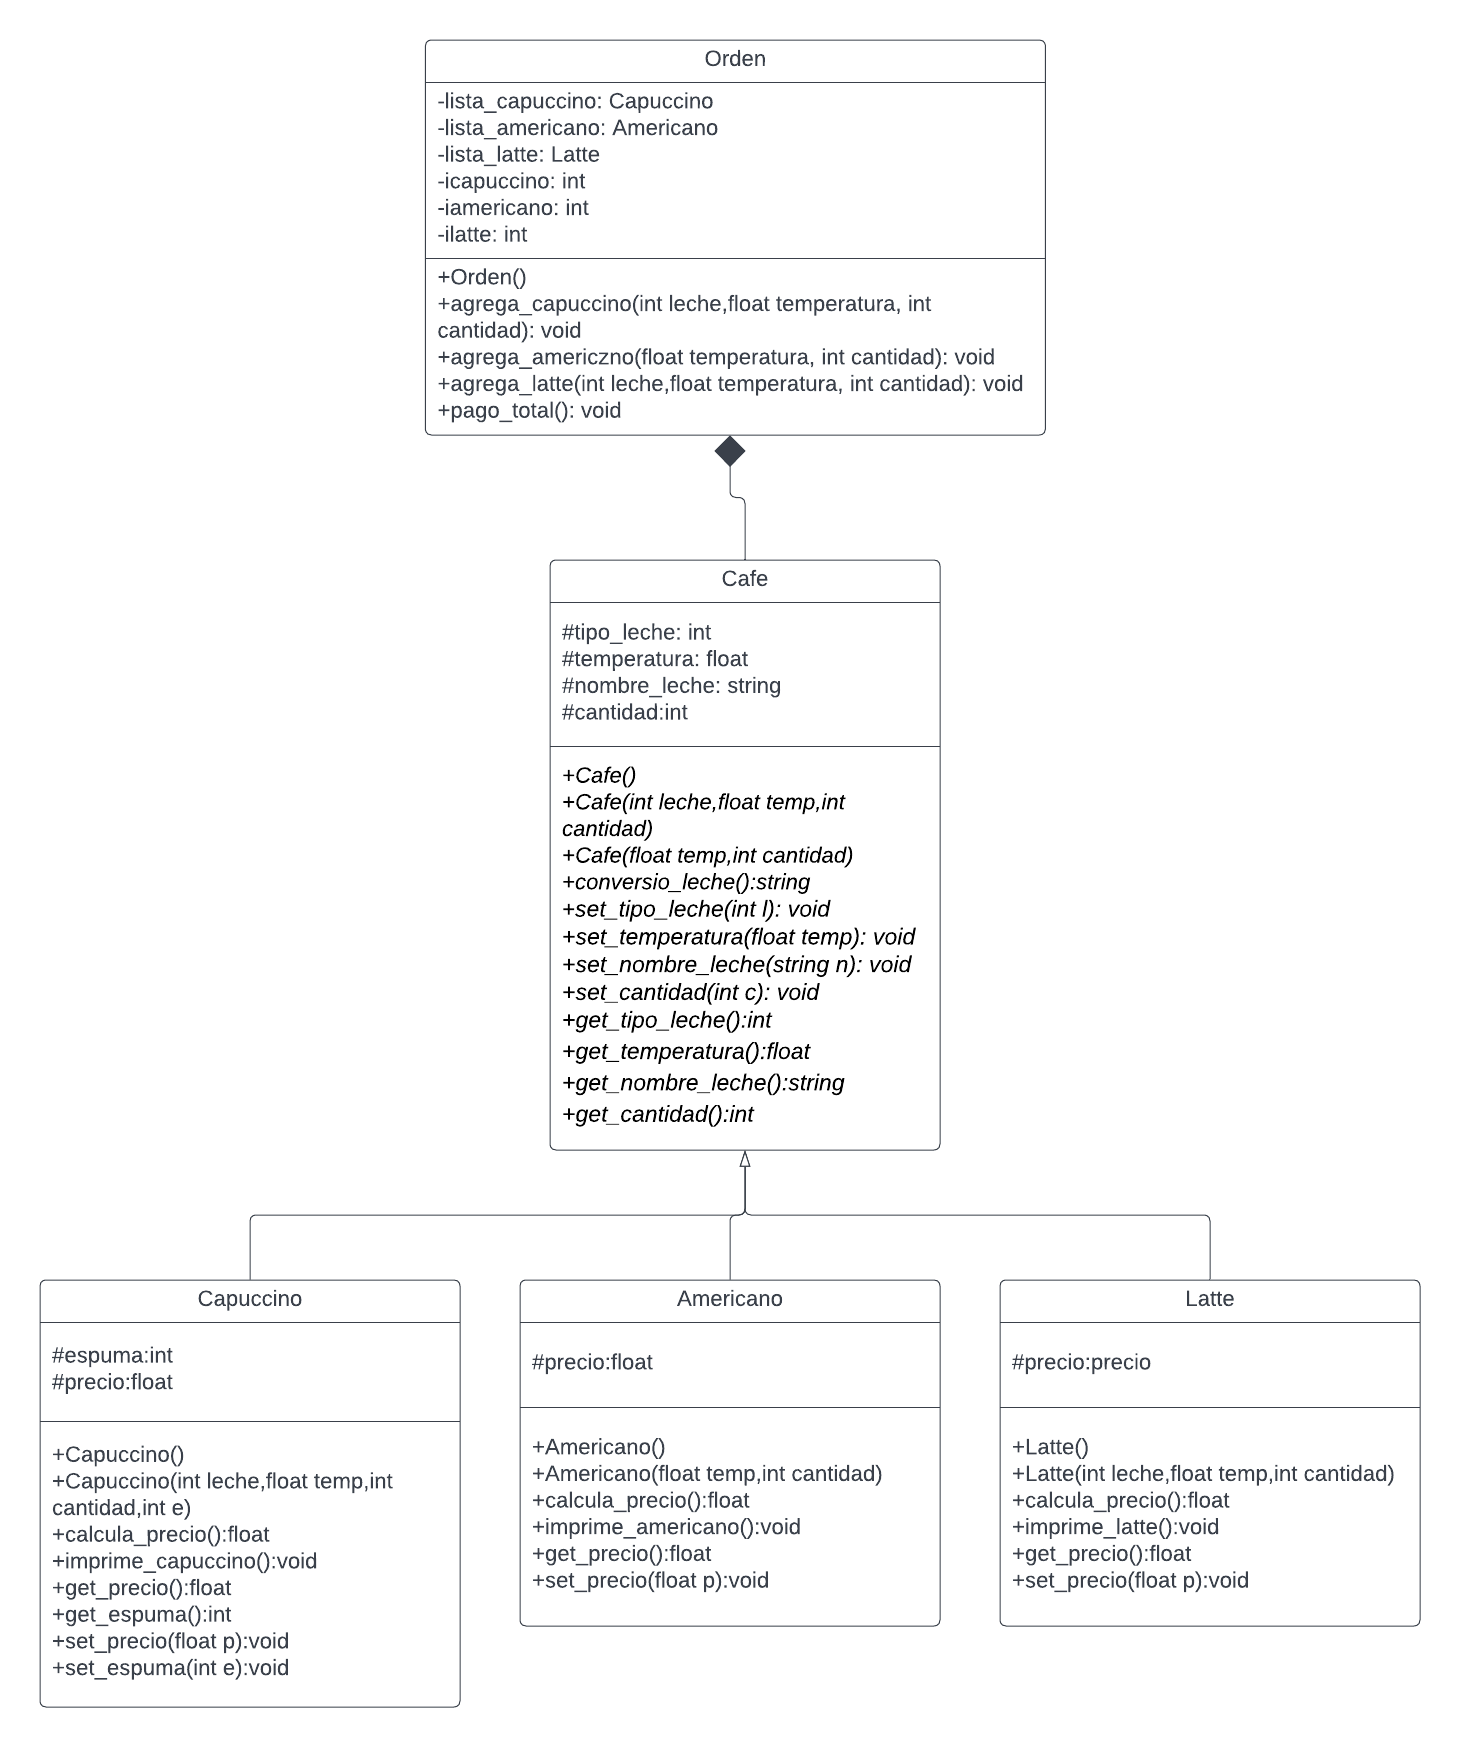 Orden
-lista_capuccino: Capuccino
-lista_americano: Americano
-lista_latte: Latte
-icapuccino: int
-iamericano: int
-ilatte: int
+Orden()
+agrega_capuccino(int leche,float temperatura, int
cantidad): void
+agrega_americzno(float temperatura, int cantidad): void
+agrega_latte(int leche,float temperatura, int cantidad): void
+pago_total(): void
Cafe
#tipo_leche: int
#temperatura: float
#nombre_leche: string
#cantidad:int
+Cafe()
+Cafe(int leche,float temp,int
cantidad)
+Cafe(float temp,int cantidad)
+conversio_leche():string
+set_tipo_leche(int l): void
+set_temperatura(float temp): void
+set_nombre_leche(string n): void
+set_cantidad(int c): void
+get_tipo_leche():int
+get_temperatura():float
+get_nombre_leche():string
+get_cantidad():int
Capuccino
#espuma:int
#precio:float
+Capuccino()
+Capuccino(int leche,float temp,int
cantidad,int e)
+calcula_precio():float
+imprime_capuccino():void
+get_precio():float
+get_espuma():int
+set_precio(float p):void
+set_espuma(int e):void
Americano
#precio:float
+Americano()
+Americano(float temp,int cantidad)
+calcula_precio():float
+imprime_americano():void
+get_precio():float
+set_precio(float p):void
Latte
#precio:precio
+Latte()
+Latte(int leche,float temp,int cantidad)
+calcula_precio():float
+imprime_latte():void
+get_precio():float
+set_precio(float p):void